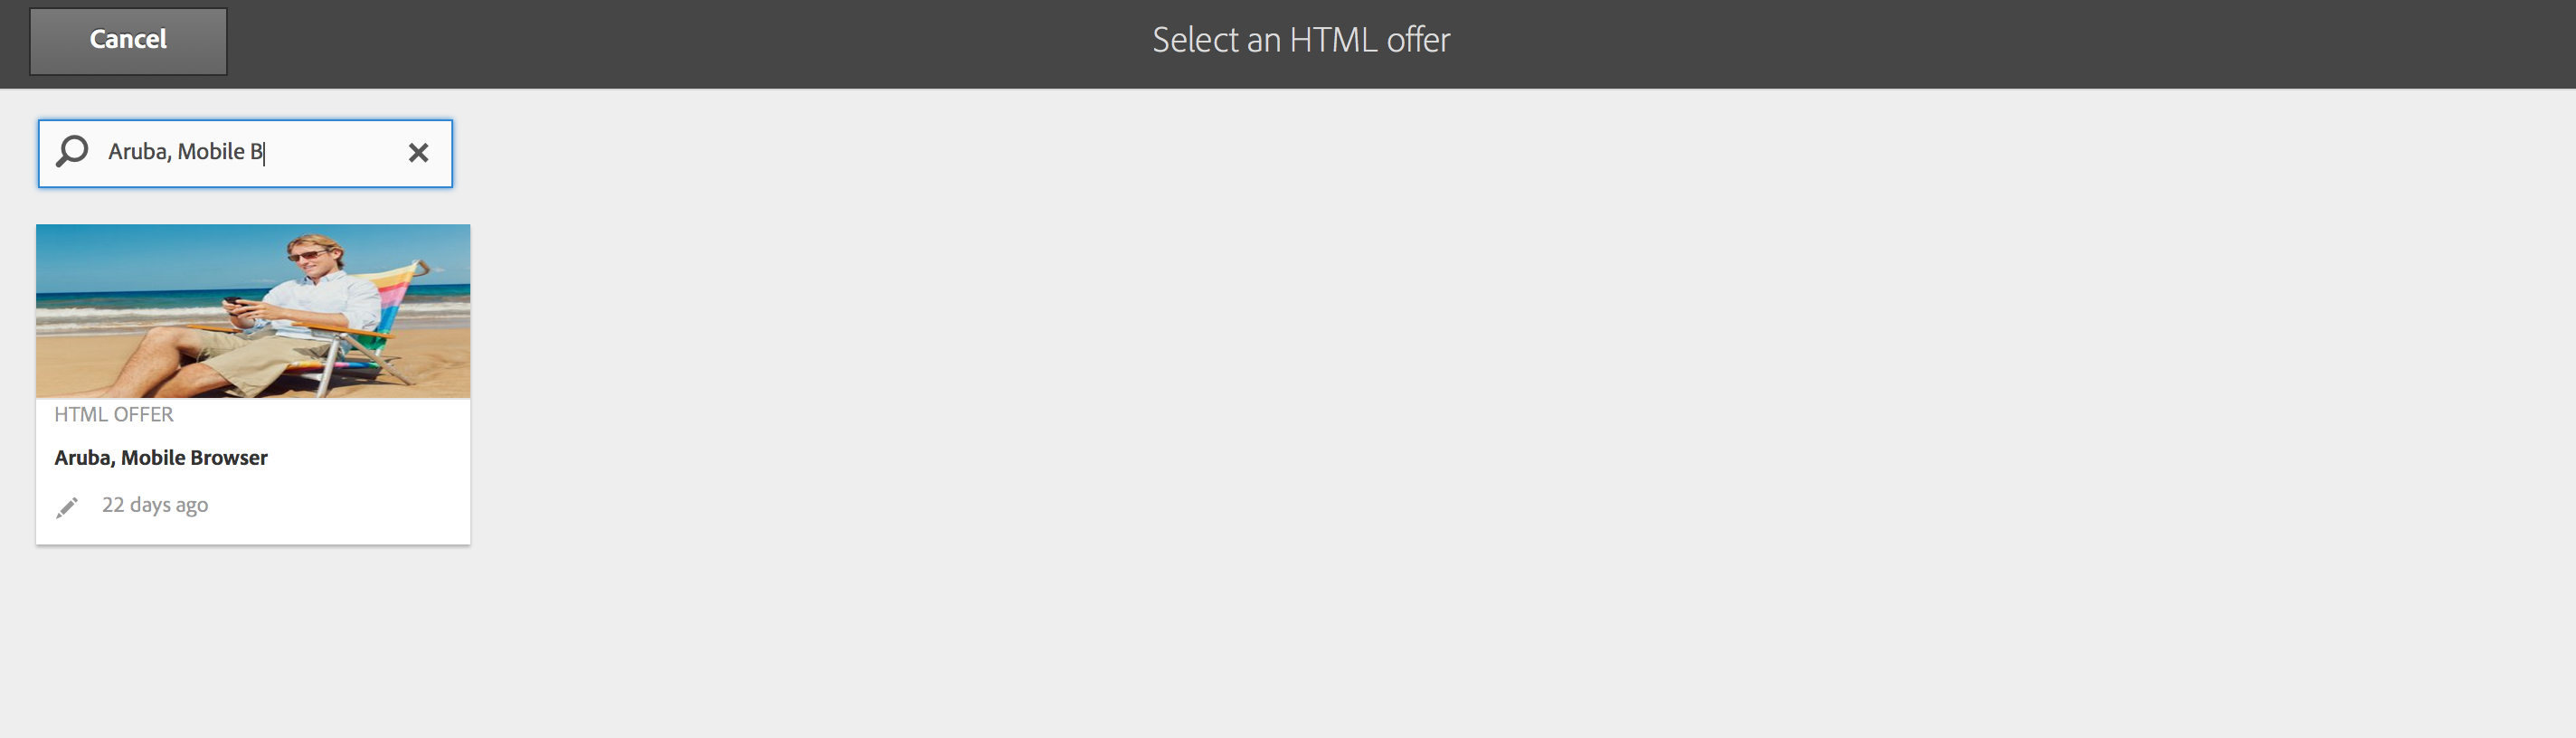 Cancel
Select an HTML offer
Aruba, Mobile B
HTML OFFER
Aruba, Mobile Browser
22 days ago